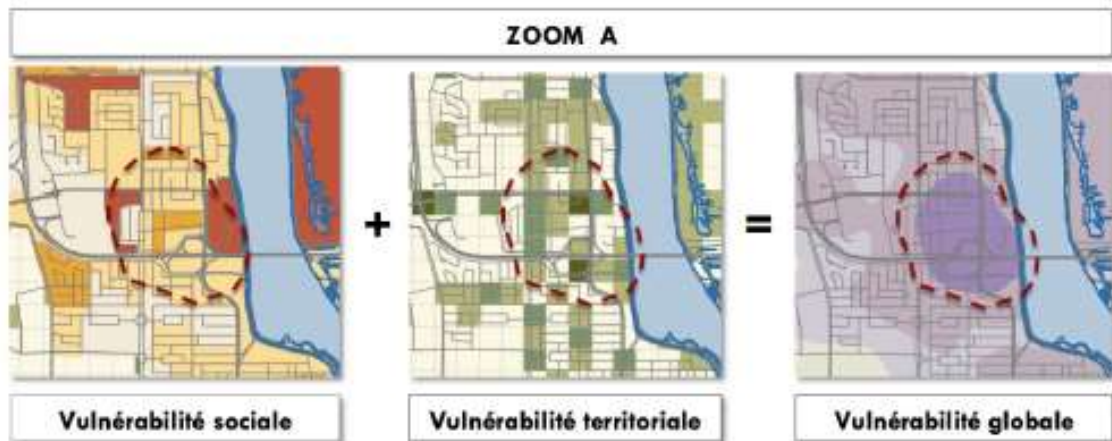 ZOOM A
+
=
Vulnérabilité sociale
Vulnérabilité territoriale
Vulnérabilité globale